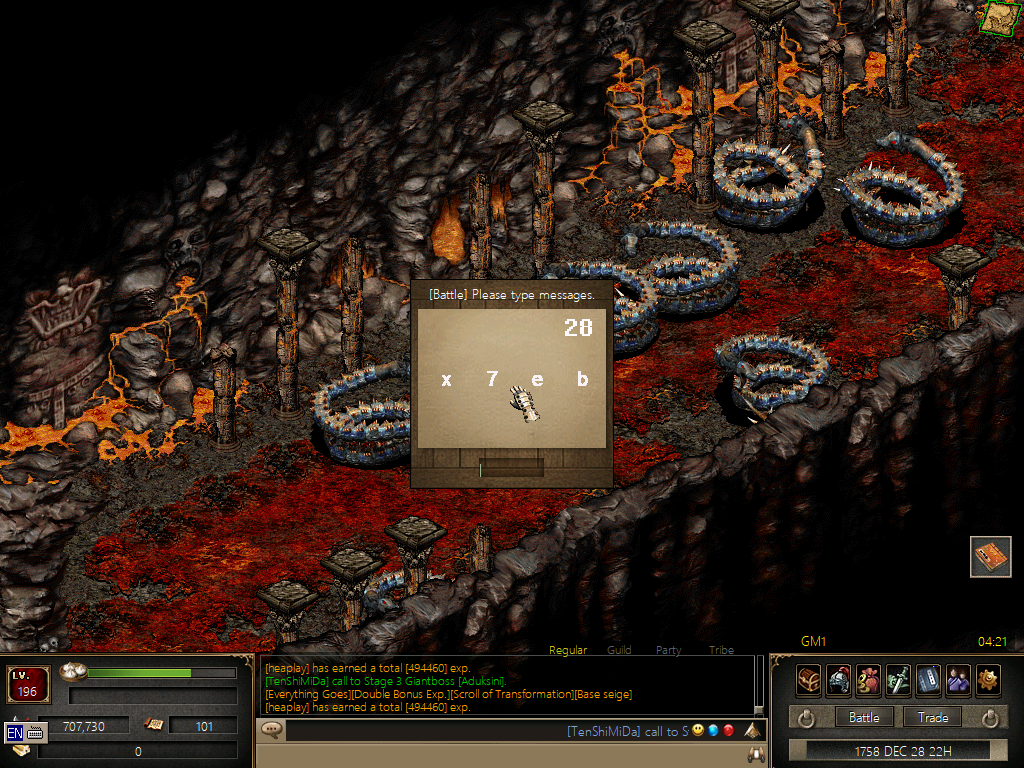 [Battle] Please type messages.
28
x 7 e b
Regular Guild Party Tribe
[heaplay] has earned a total [494460] exp.
[TenShiMiDa] call to Stage 3 Giantboss [Aduksini].
[Everything Goes][Double Bonus Exp.][Scroll of Transformation][Base seige]
[heaplay] has earned a total [494460] exp.
[TenShiMiDa] call to S
LV.
196
707,730
101
EN
0
GM1
04:21
Battle
Trade
1758 DEC 28 22H